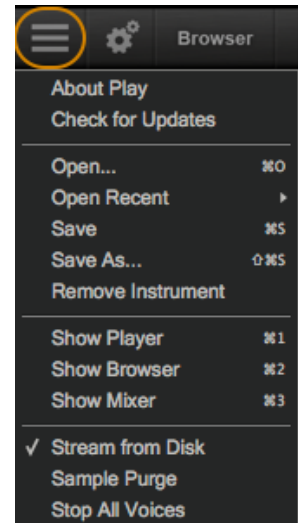 Browser
About Play
Check for Updates
Open... ⌘O
Open Recent ▸
Save ⌘S
Save As... ⇧⌘S
Remove Instrument
Show Player ⌘1
Show Browser ⌘2
Show Mixer ⌘3
✓ Stream from Disk
Sample Purge
Stop All Voices